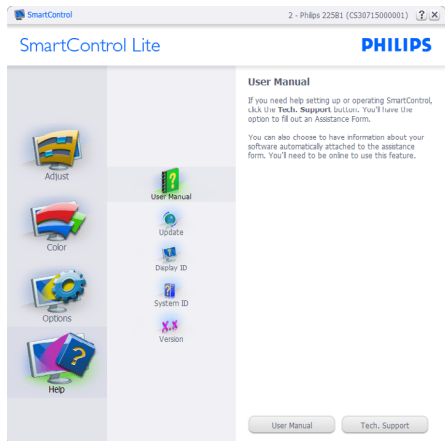 SmartControl
2 - Philips 225B1 (CS30715000001)
? X
SmartControl Lite
PHILIPS
Adjust
Color
Options
Help
User Manual
Update
Display ID
System ID
X.X
Version
User Manual
If you need help setting up or operating SmartControl,
click the Tech. Support button. You'll have the
option to fill out an Assistance Form.
You can also choose to have information about your
software automatically attached to the assistance
form. You'll need to be online to use this feature.
User Manual
Tech. Support